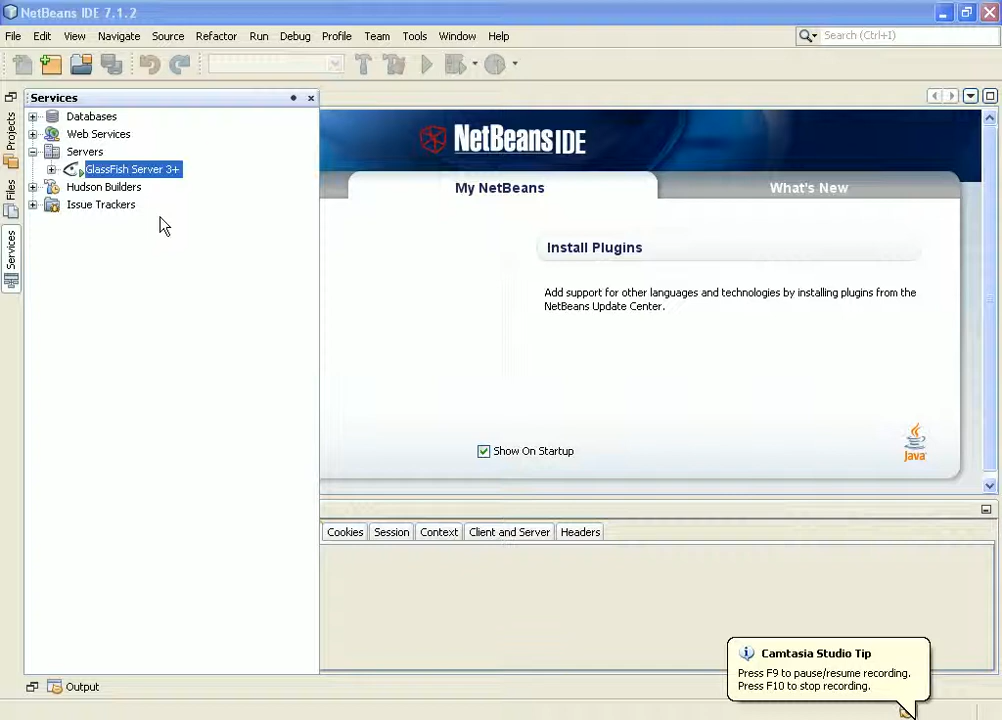 NetBeans IDE 7.1.2
File Edit View Navigate Source Refactor Run Debug Profile Team Tools Window Help
Search (Ctrl+I)
Services
Projects
Files
Services
Databases
Web Services
Servers
GlassFish Server 3+
Hudson Builders
Issue Trackers
NetBeans IDE
My NetBeans
What's New
Install Plugins
Add support for other languages and technologies by installing plugins from the
NetBeans Update Center.
Show On Startup
Java
Cookies Session Context Client and Server Headers
Camtasia Studio Tip
Press F9 to pause/resume recording.
Press F10 to stop recording.
Output